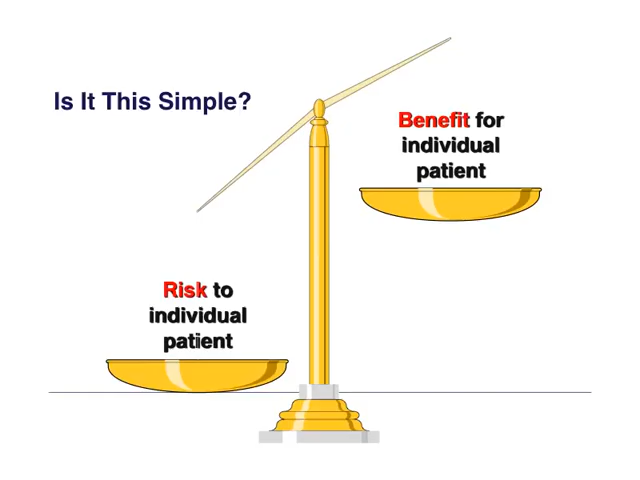 Is It This Simple?
Benefit for
individual
patient
Risk to
individual
patient